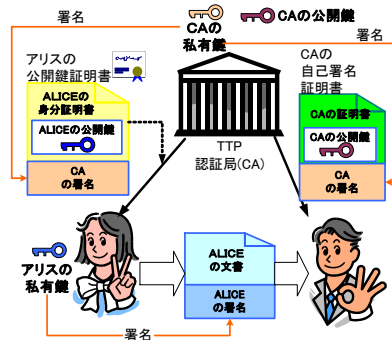 署名
CAの
私有鍵
CAの公開鍵
署名
アリスの
公開鍵証明書
CAの
自己署名
証明書
ALICEの
身分証明書
ALICEの公開鍵
CA
の署名
TTP
認証局(CA)
CAの証明書
CAの公開鍵
CA
の署名
アリスの
私有鍵
ALICE
の文書
ALICE
の署名
署名